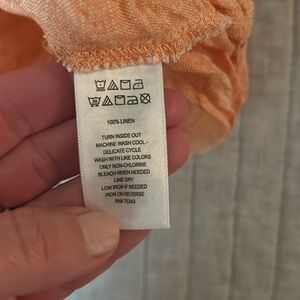 100% LINEN
TURN INSIDE OUT
MACHINE WASH COOL -
DELICATE CYCLE
WASH WITH LIKE COLORS
ONLY NON-CHLORINE
BLEACH WHEN NEEDED
LINE DRY
LOW IRON IF NEEDED
IRON ON REVERSE
RN# 70343